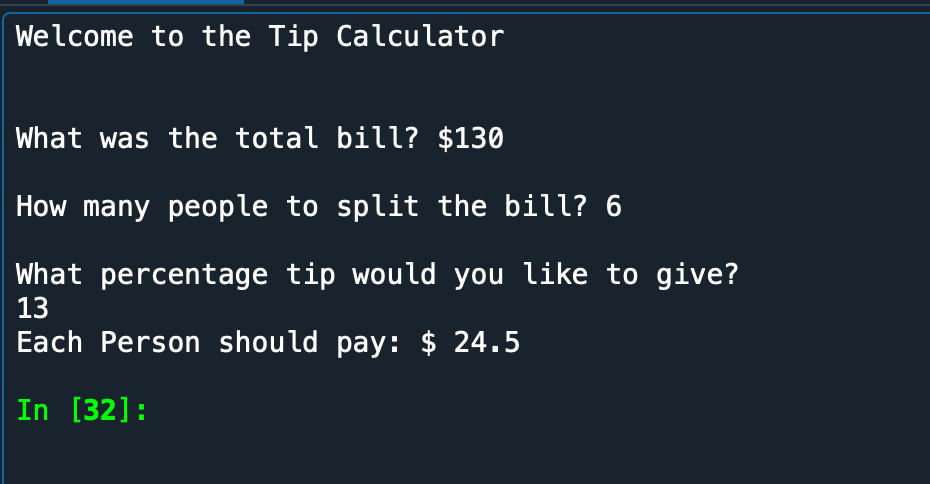 Welcome to the Tip Calculator
What was the total bill? $130
How many people to split the bill? 6
What percentage tip would you like to give?
13
Each Person should pay: $ 24.5
In [32]: